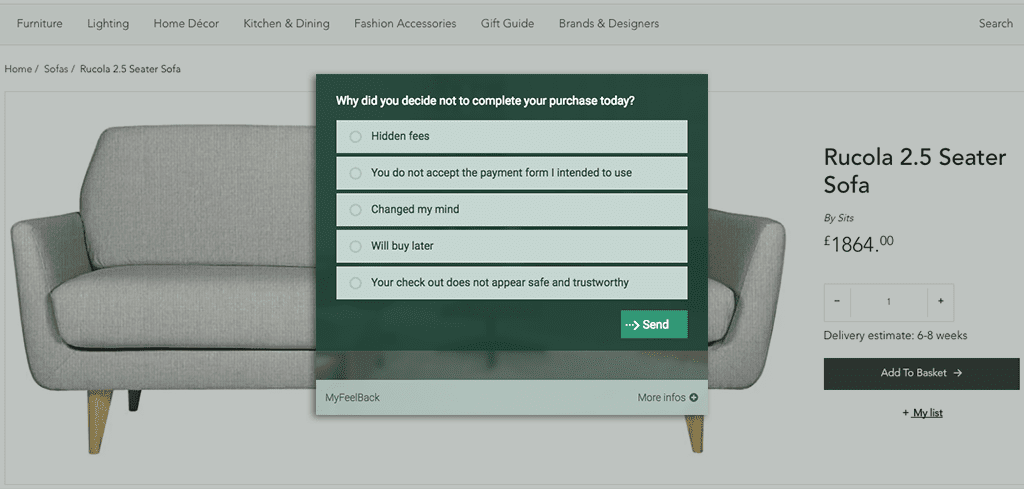 Furniture Lighting Home Décor Kitchen & Dining Fashion Accessories Gift Guide Brands & Designers Search
Home / Sofas / Rucola 2.5 Seater Sofa
Why did you decide not to complete your purchase today?
Hidden fees
You do not accept the payment form I intended to use
Changed my mind
Will buy later
Your check out does not appear safe and trustworthy
Send
MyFeelBack More infos
Rucola 2.5 Seater
Sofa
By Sits
£1864.00
- 1 +
Delivery estimate: 6-8 weeks
Add To Basket →
+ My list